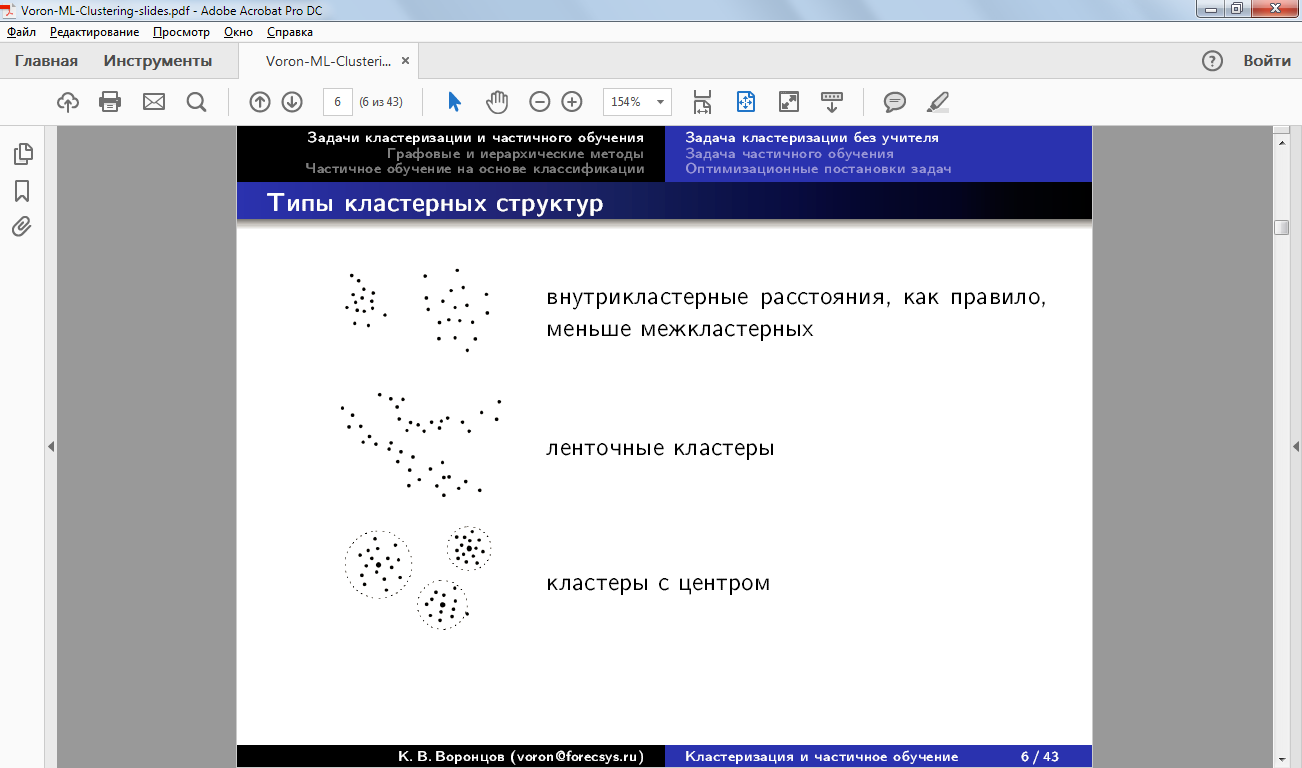 Voron-ML-Clustering-slides.pdf - Adobe Acrobat Pro DC
Файл Редактирование Просмотр Окно Справка
Главная Инструменты Voron-ML-Clusteri... × ? Войти
6 (6 из 43) 154%
Задачи кластеризации и частичного обучения
Графовые и иерархические методы
Частичное обучение на основе классификации
Задача кластеризации без учителя
Задача частичного обучения
Оптимизационные постановки задач
Типы кластерных структур
внутрикластерные расстояния, как правило,
меньше межкластерных
ленточные кластеры
кластеры с центром
К. В. Воронцов (voron@forecsys.ru) Кластеризация и частичное обучение 6 / 43